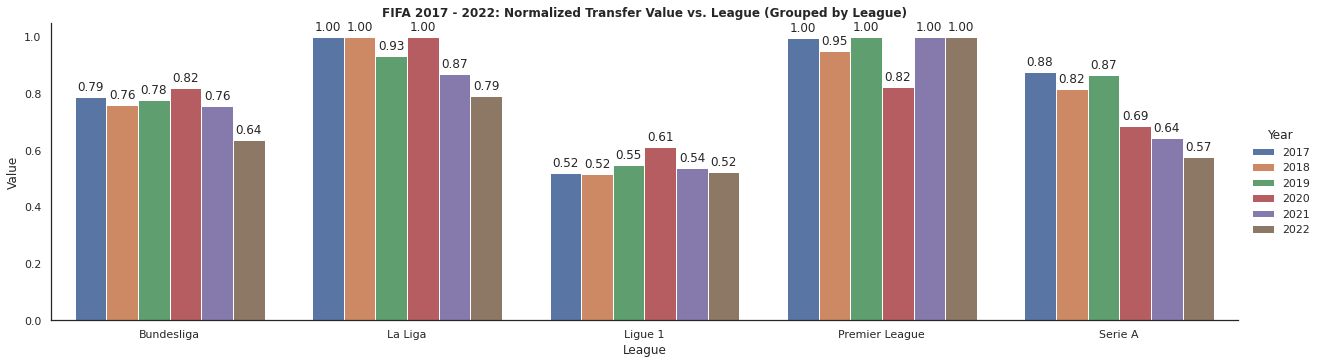 FIFA 2017 - 2022: Normalized Transfer Value vs. League (Grouped by League)
Value
1.0
0.8
0.6
0.4
0.2
0.0
0.79 0.76 0.78 0.82 0.76 0.64
1.00 1.00 0.93 1.00 0.87 0.79
0.52 0.52 0.55 0.61 0.54 0.52
1.00 0.95 1.00 0.82 1.00 1.00
0.88 0.82 0.87 0.69 0.64 0.57
Bundesliga La Liga Ligue 1 Premier League Serie A
League
Year
2017
2018
2019
2020
2021
2022